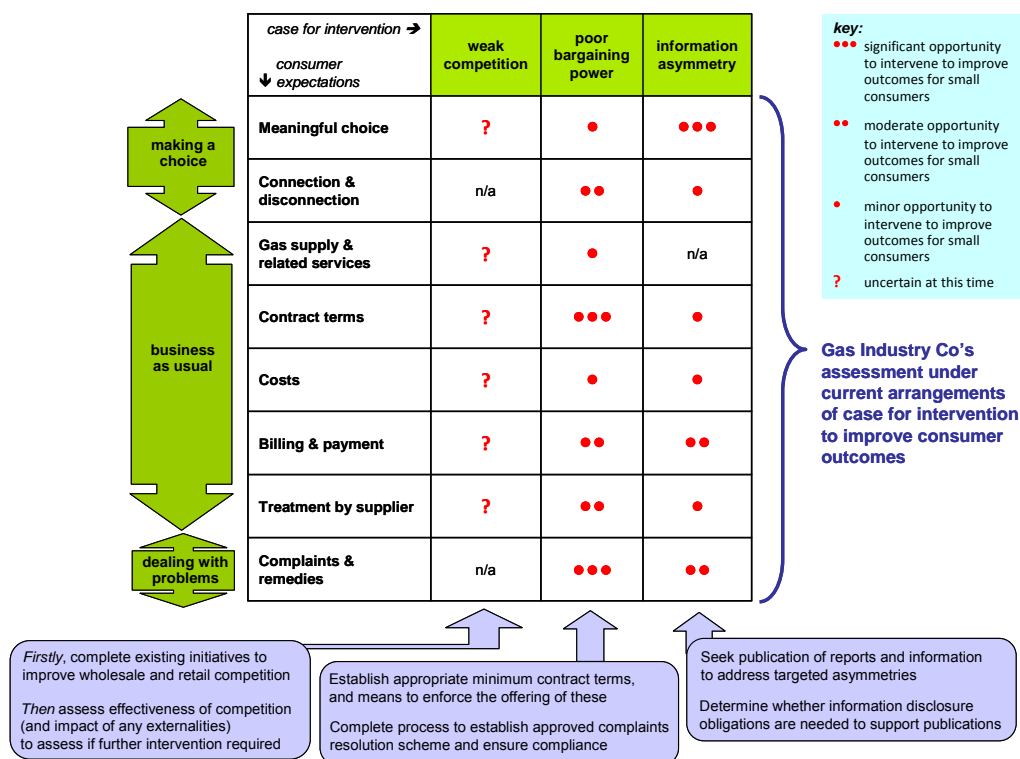 case for intervention ➔
consumer
🡇 expectations
weak
competition
poor
bargaining
power
information
asymmetry
making a
choice
Meaningful choice
?
●
●●●
Connection &
disconnection
n/a
●●
●
business
as usual
Gas supply &
related services
?
●
n/a
Contract terms
?
●●●
●
Costs
?
●
●
Billing & payment
?
●●
●●
Treatment by supplier
?
●●
●
dealing with
problems
Complaints &
remedies
n/a
●●●
●●
key:
●●● significant opportunity
to intervene to improve
outcomes for small
consumers
●● moderate opportunity
to intervene to improve
outcomes for small
consumers
● minor opportunity to
intervene to improve
outcomes for small
consumers
? uncertain at this time
Gas Industry Co's
assessment under
current arrangements
of case for intervention
to improve consumer
outcomes
Firstly, complete existing initiatives to
improve wholesale and retail competition
Then assess effectiveness of competition
(and impact of any externalities)
to assess if further intervention required
Establish appropriate minimum contract terms,
and means to enforce the offering of these
Complete process to establish approved complaints
resolution scheme and ensure compliance
Seek publication of reports and information
to address targeted asymmetries
Determine whether information disclosure
obligations are needed to support publications